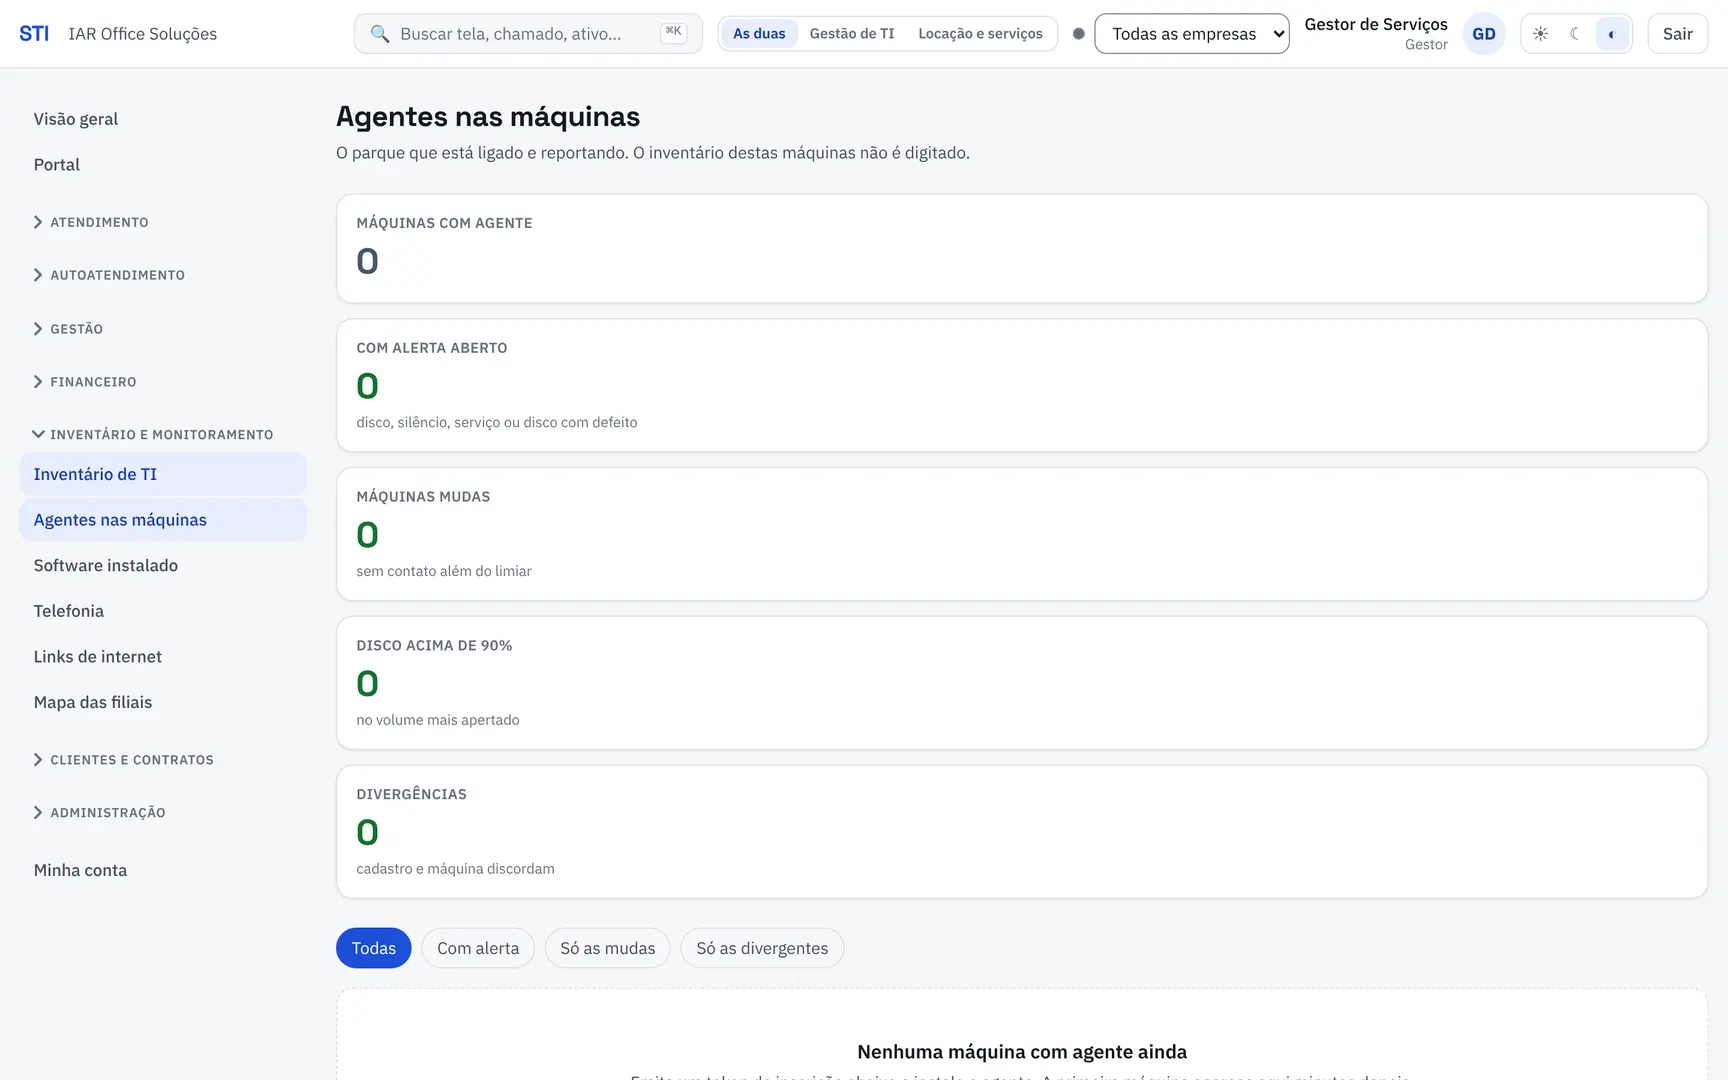 STI IAR Office Soluções
🔍 Buscar tela, chamado, ativo... ⌘K
As duas Gestão de TI Locação e serviços
Todas as empresas
Gestor de Serviços
Gestor
GD
Sair
Visão geral
Portal
ATENDIMENTO
AUTOATENDIMENTO
GESTÃO
FINANCEIRO
INVENTÁRIO E MONITORAMENTO
Inventário de TI
Agentes nas máquinas
Software instalado
Telefonia
Links de internet
Mapa das filiais
CLIENTES E CONTRATOS
ADMINISTRAÇÃO
Minha conta
Agentes nas máquinas
O parque que está ligado e reportando. O inventário destas máquinas não é digitado.
MÁQUINAS COM AGENTE
0
COM ALERTA ABERTO
0
disco, silêncio, serviço ou disco com defeito
MÁQUINAS MUDAS
0
sem contato além do limiar
DISCO ACIMA DE 90%
0
no volume mais apertado
DIVERGÊNCIAS
0
cadastro e máquina discordam
Todas Com alerta Só as mudas Só as divergentes
Nenhuma máquina com agente ainda